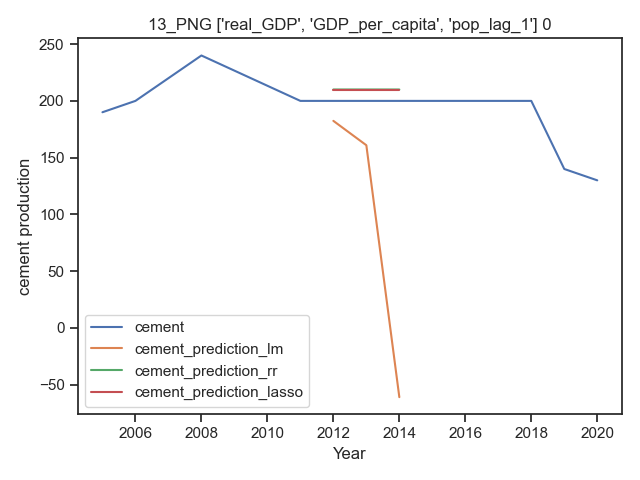 13_PNG ['real_GDP', 'GDP_per_capita', 'pop_lag_1'] 0
250
200
150
100
50
0
−50
cement production
cement
cement_prediction_lm
cement_prediction_rr
cement_prediction_lasso
2006 2008 2010 2012 2014 2016 2018 2020
Year